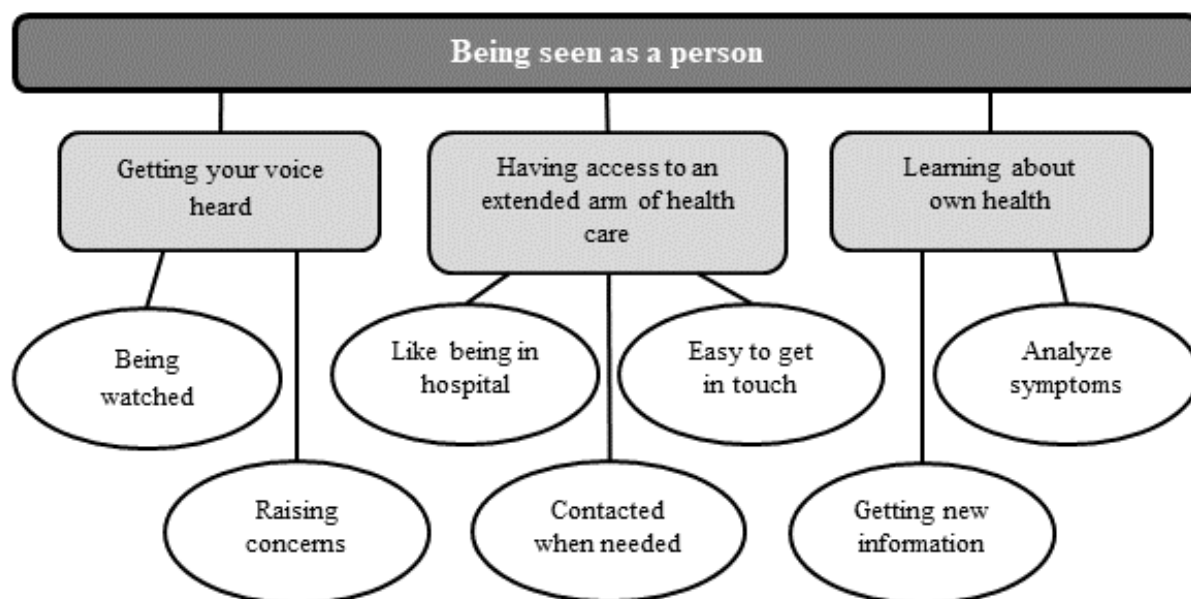 Being seen as a person
Getting your voice
heard
Having access to an
extended arm of health
care
Learning about
own health
Being
watched
Like being in
hospital
Easy to get
in touch
Analyze
symptoms
Raising
concerns
Contacted
when needed
Getting new
information